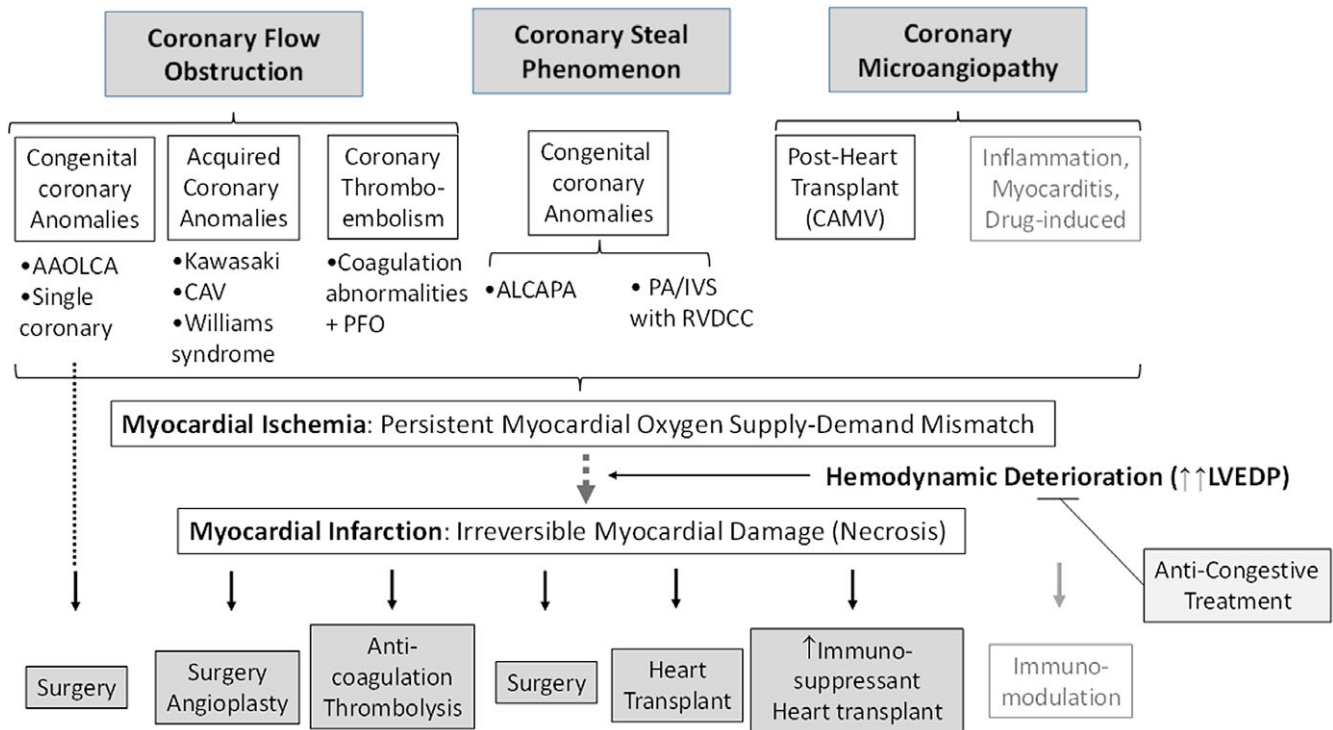 Coronary Flow
Obstruction
Coronary Steal
Phenomenon
Coronary
Microangiopathy
Congenital
coronary
Anomalies
Acquired
Coronary
Anomalies
Coronary
Thrombo-
embolism
Congenital
coronary
Anomalies
Post-Heart
Transplant
(CAMV)
Inflammation,
Myocarditis,
Drug-induced
•AAOLCA
•Single
coronary
•Kawasaki
•CAV
•Williams
syndrome
•Coagulation
abnormalities
+ PFO
•ALCAPA
• PA/IVS
with RVDCC
Myocardial Ischemia: Persistent Myocardial Oxygen Supply-Demand Mismatch
Hemodynamic Deterioration (↑↑LVEDP)
Myocardial Infarction: Irreversible Myocardial Damage (Necrosis)
Anti-Congestive
Treatment
Surgery
Surgery
Angioplasty
Anti-
coagulation
Thrombolysis
Surgery
Heart
Transplant
↑Immuno-
suppressant
Heart transplant
Immuno-
modulation